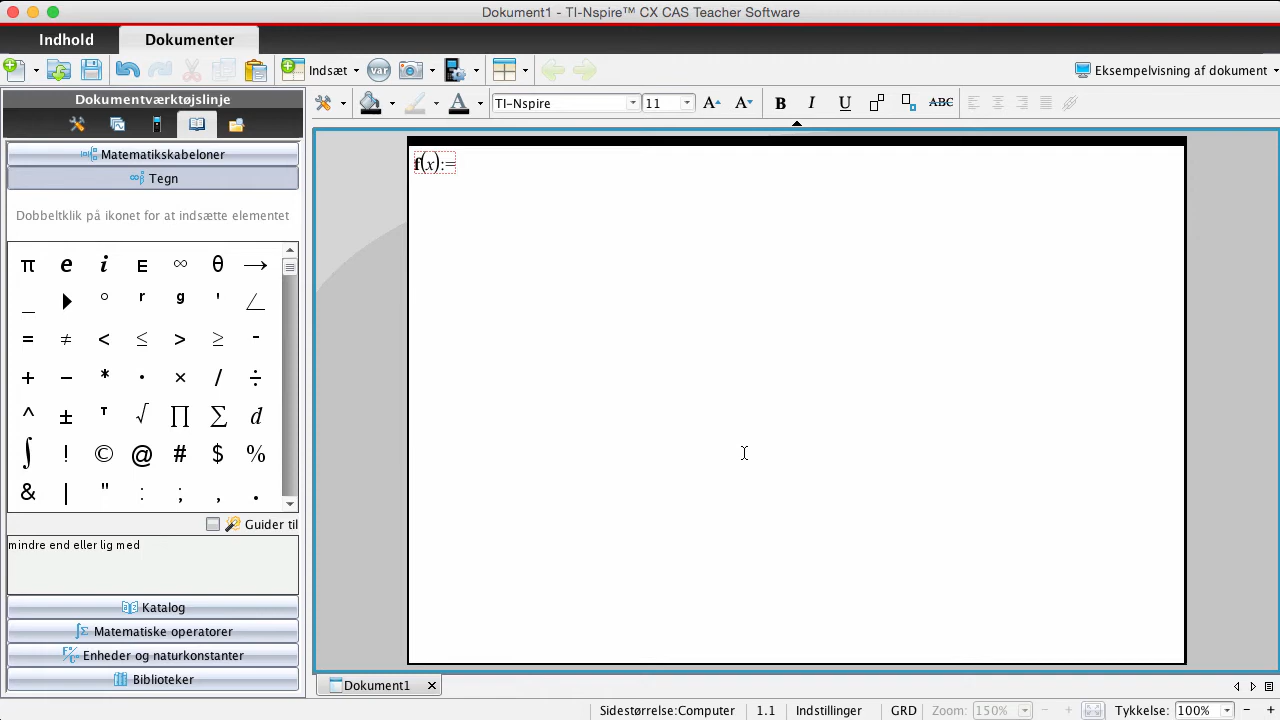 Dokument1 - TI-Nspire™ CX CAS Teacher Software
Indhold
Dokumenter
Indsæt
var
Eksempelvisning af dokument
Dokumentværktøjslinje
TI-Nspire
11
A
A
A
B
I
U
ABC
Matematikskabeloner
Tegn
Dobbeltklik på ikonet for at indsætte elementet
f(x):=
π e i E ∞ θ →
_ ▶ ° r g ' ∠
= ≠ < ≤ > ≥ -
+ − * · × / ÷
^ ± T √ ∏ ∑ d
∫ ! © @ # $ %
& | " : ; , .
Guider til
mindre end eller lig med
Katalog
Matematiske operatorer
Enheder og naturkonstanter
Biblioteker
Dokument1
Sidestørrelse:Computer
1.1
Indstillinger
GRD
Zoom: 150%
Tykkelse: 100%